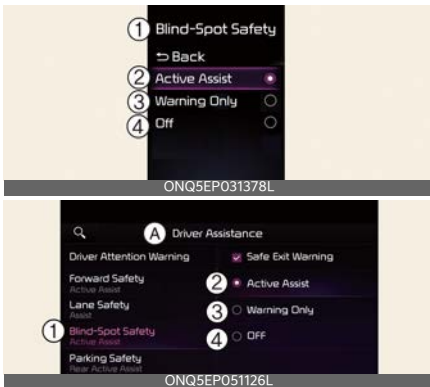 ① Blind-Spot Safety
⮌ Back
② Active Assist
③ Warning Only
④ Off
ONQ5EP031378L
Ⓐ Driver Assistance
Driver Attention Warning
Safe Exit Warning
Forward Safety
Active Assist
② Active Assist
Lane Safety
Assist
③ Warning Only
① Blind-Spot Safety
Active Assist
④ OFF
Parking Safety
Rear Active Assist
ONQ5EP051126L